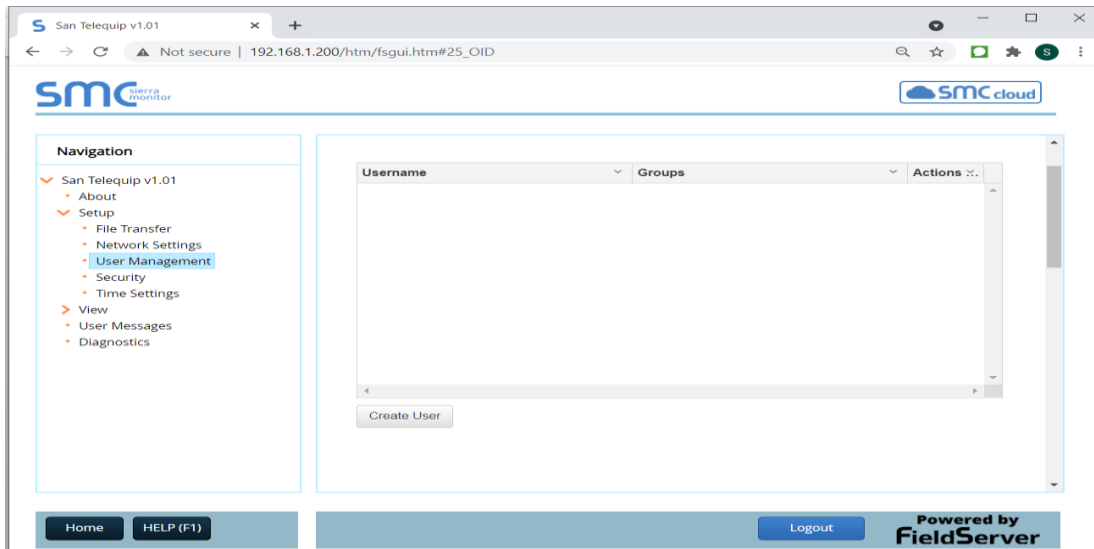 San Telequip v1.01
Not secure | 192.168.1.200/htm/fsgui.htm#25_OID
S
smc sierra monitor
smc cloud
Navigation
San Telequip v1.01
About
Setup
File Transfer
Network Settings
User Management
Security
Time Settings
View
User Messages
Diagnostics
Username Groups Actions
Create User
Home HELP (F1) Logout
Powered by
FieldServer